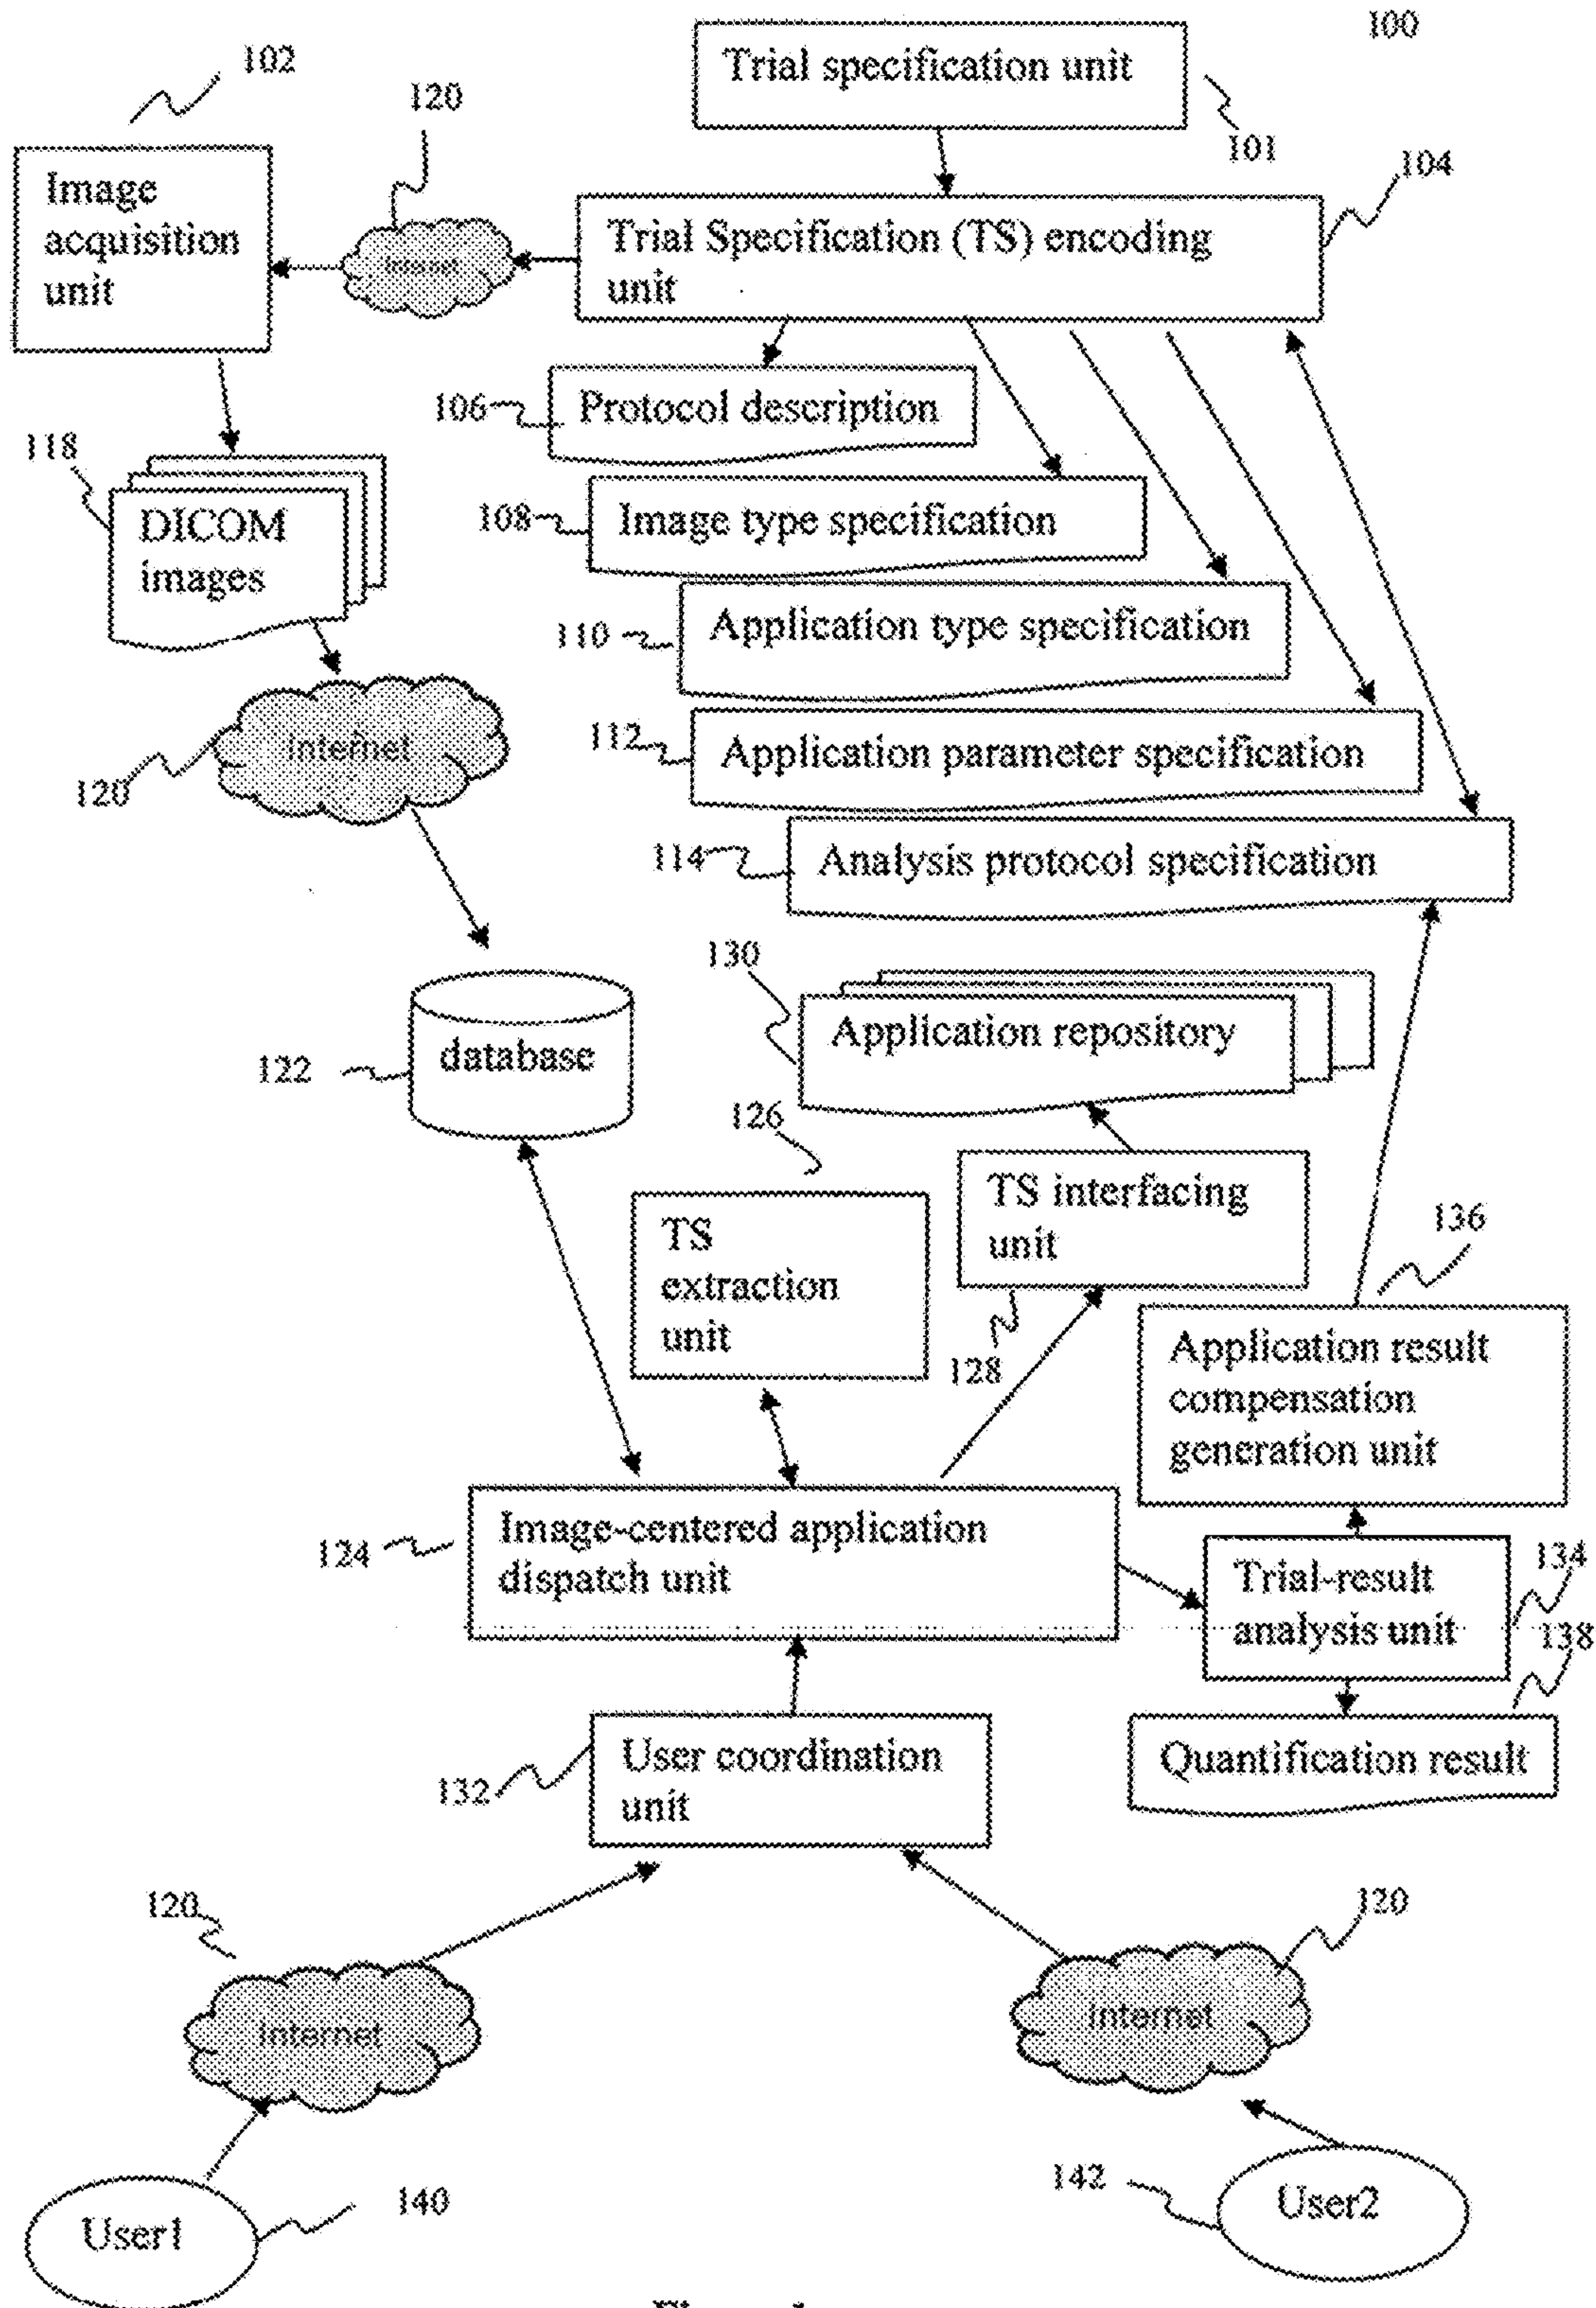 100
Trial specification unit
101
102
120
104
Image
acquisition
unit
Internet
Trial Specification (TS) encoding
unit
106
Protocol description
118
DICOM
images
108
Image type specification
110
Application type specification
Internet
120
112
Application parameter specification
114
Analysis protocol specification
130
Application repository
122
database
126
TS
extraction
unit
TS interfacing
unit
128
136
Application result
compensation
generation unit
124
Image-centered application
dispatch unit
Trial-result
analysis unit
134
138
132
User coordination
unit
Quantification result
120
120
Internet
Internet
User1
140
142
User2